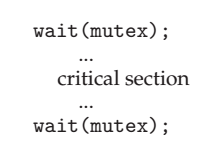 wait(mutex);
...
critical section
...
wait(mutex);